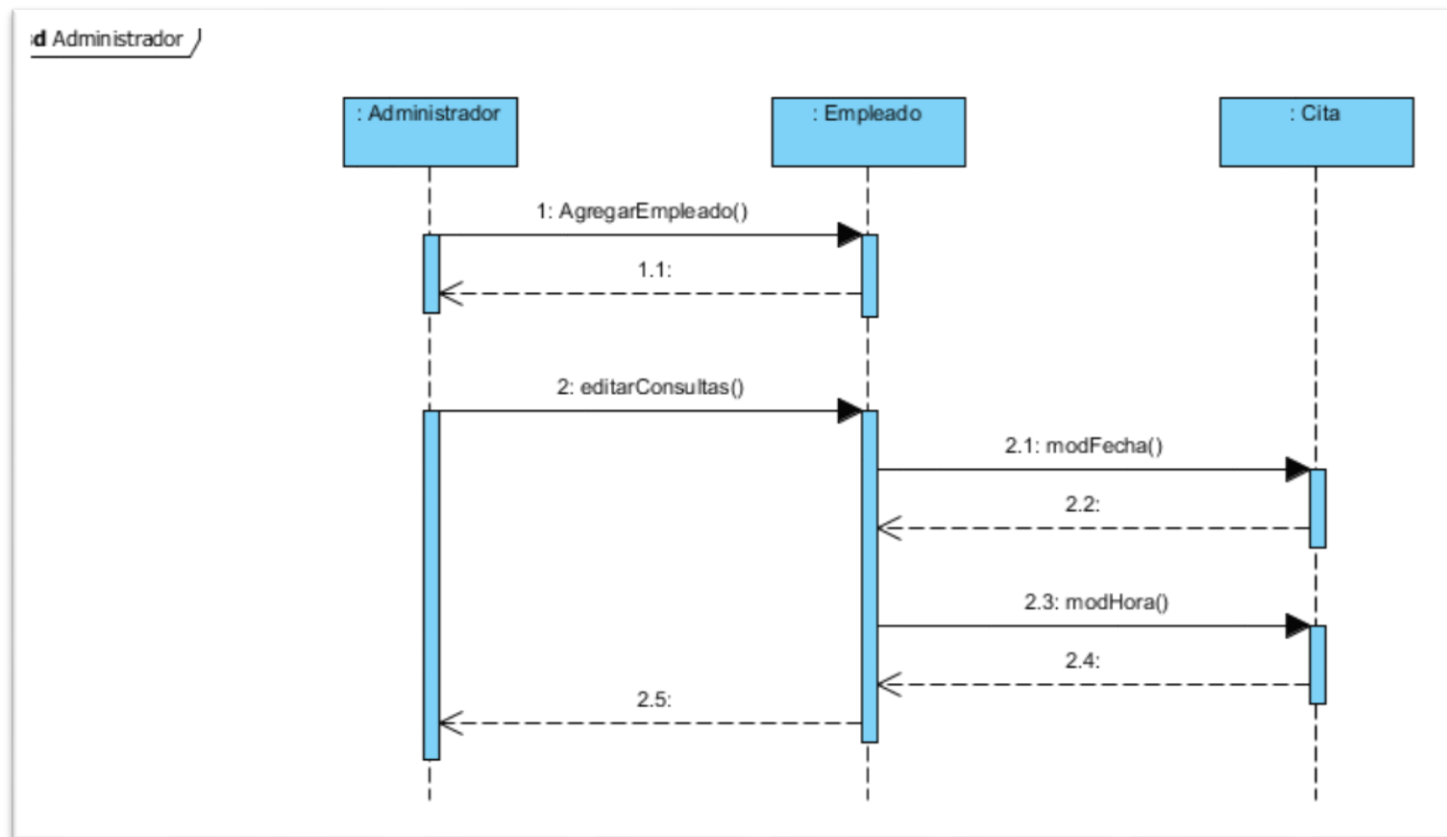 sd Administrador
: Administrador
: Empleado
: Cita
1: AgregarEmpleado()
1.1:
2: editarConsultas()
2.1: modFecha()
2.2:
2.3: modHora()
2.4:
2.5: